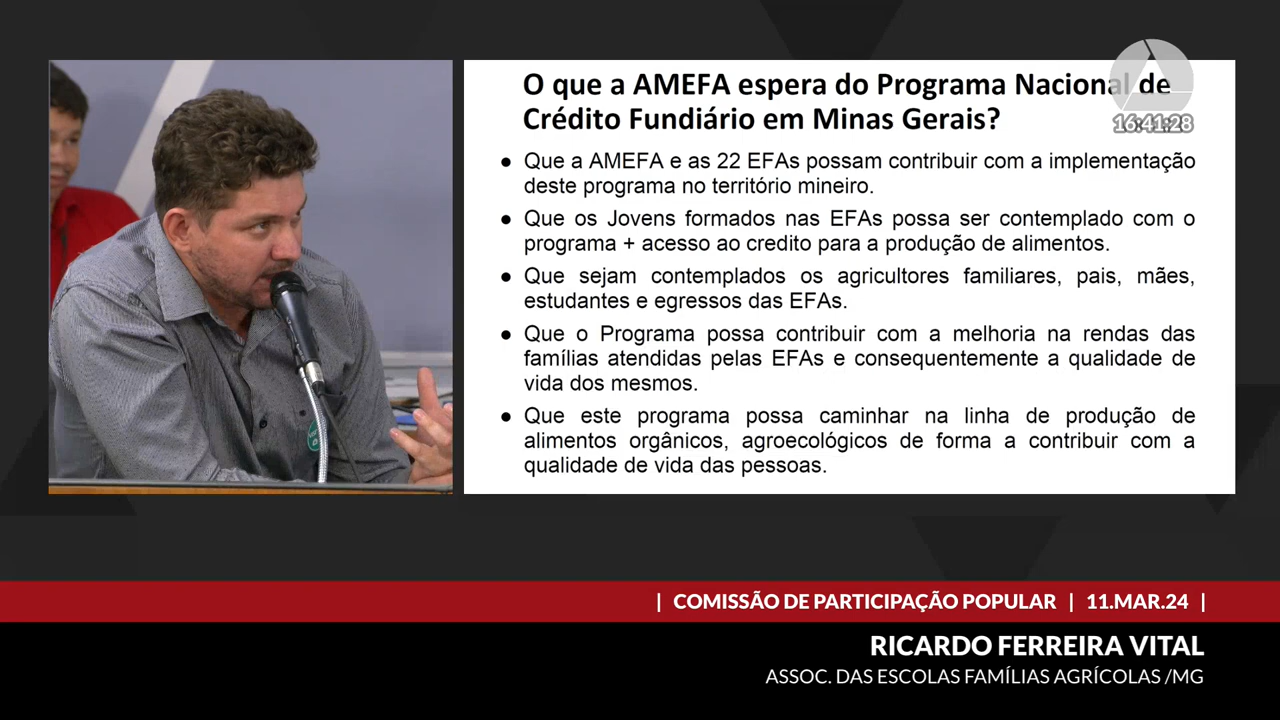 O que a AMEFA espera do Programa Nacional de
Crédito Fundiário em Minas Gerais?
16:41:28
● Que a AMEFA e as 22 EFAs possam contribuir com a implementação
deste programa no território mineiro.
● Que os Jovens formados nas EFAs possa ser contemplado com o
programa + acesso ao credito para a produção de alimentos.
● Que sejam contemplados os agricultores familiares, pais, mães,
estudantes e egressos das EFAs.
● Que o Programa possa contribuir com a melhoria na rendas das
famílias atendidas pelas EFAs e consequentemente a qualidade de
vida dos mesmos.
● Que este programa possa caminhar na linha de produção de
alimentos orgânicos, agroecológicos de forma a contribuir com a
qualidade de vida das pessoas.
| COMISSÃO DE PARTICIPAÇÃO POPULAR | 11.MAR.24 |
RICARDO FERREIRA VITAL
ASSOC. DAS ESCOLAS FAMÍLIAS AGRÍCOLAS /MG